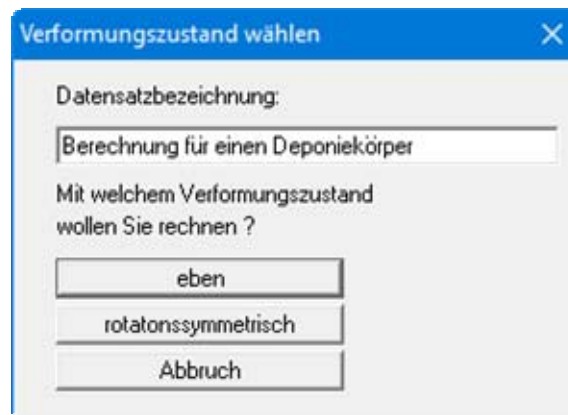 Verformungszustand wählen
Datensatzbezeichnung:
Berechnung für einen Deponiekörper
Mit welchem Verformungszustand
wollen Sie rechnen ?
eben
rotatonssymmetrisch
Abbruch